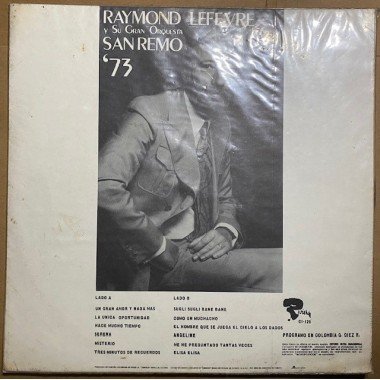 RAYMOND LEFEVRE
y Su Gran Orquesta
SAN REMO
'73
LADO A
UN GRAN AMOR Y NADA MAS
LA UNICA OPORTUNIDAD
HACE MUCHO TIEMPO
SERENA
MISTERIO
TRES MINUTOS DE RECUERDOS
LADO B
SUGLI SUGLI BANE BANE
COMO UN MUCHACHO
EL HOMBRE QUE SE JUEGA EL CIELO A LOS DADOS
ANGELINE
ME HE PREGUNTADO TANTAS VECES
ELISA ELISA
PROGRAMO EN COLOMBIA G. DIEZ M.